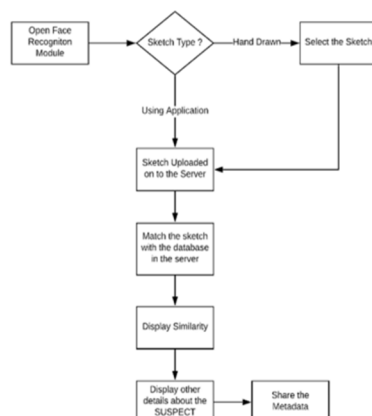 Open Face
Recogniton
Module
Sketch Type ?
Hand Drawn
Select the Sketch
Using Application
Sketch Uploaded
on to the Server
Match the sketch
with the database
in the server
Display Similarity
Display other
details about the
SUSPECT
Share the
Metadata